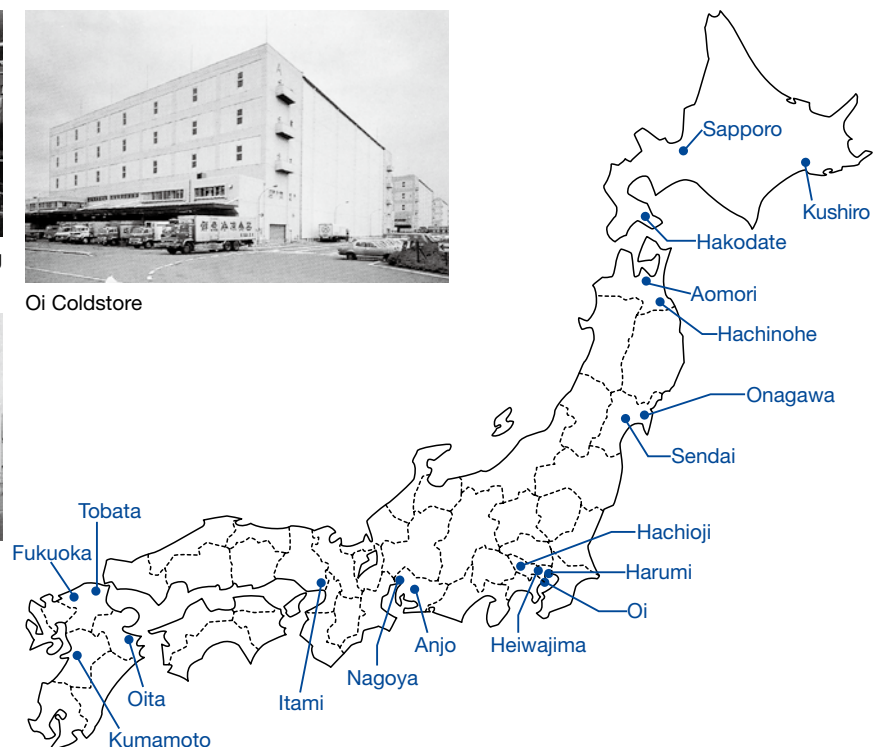 Oi Coldstore
Sapporo
Kushiro
Hakodate
Aomori
Hachinohe
Onagawa
Sendai
Hachioji
Harumi
Oi
Heiwajima
Anjo
Nagoya
Itami
Tobata
Fukuoka
Oita
Kumamoto